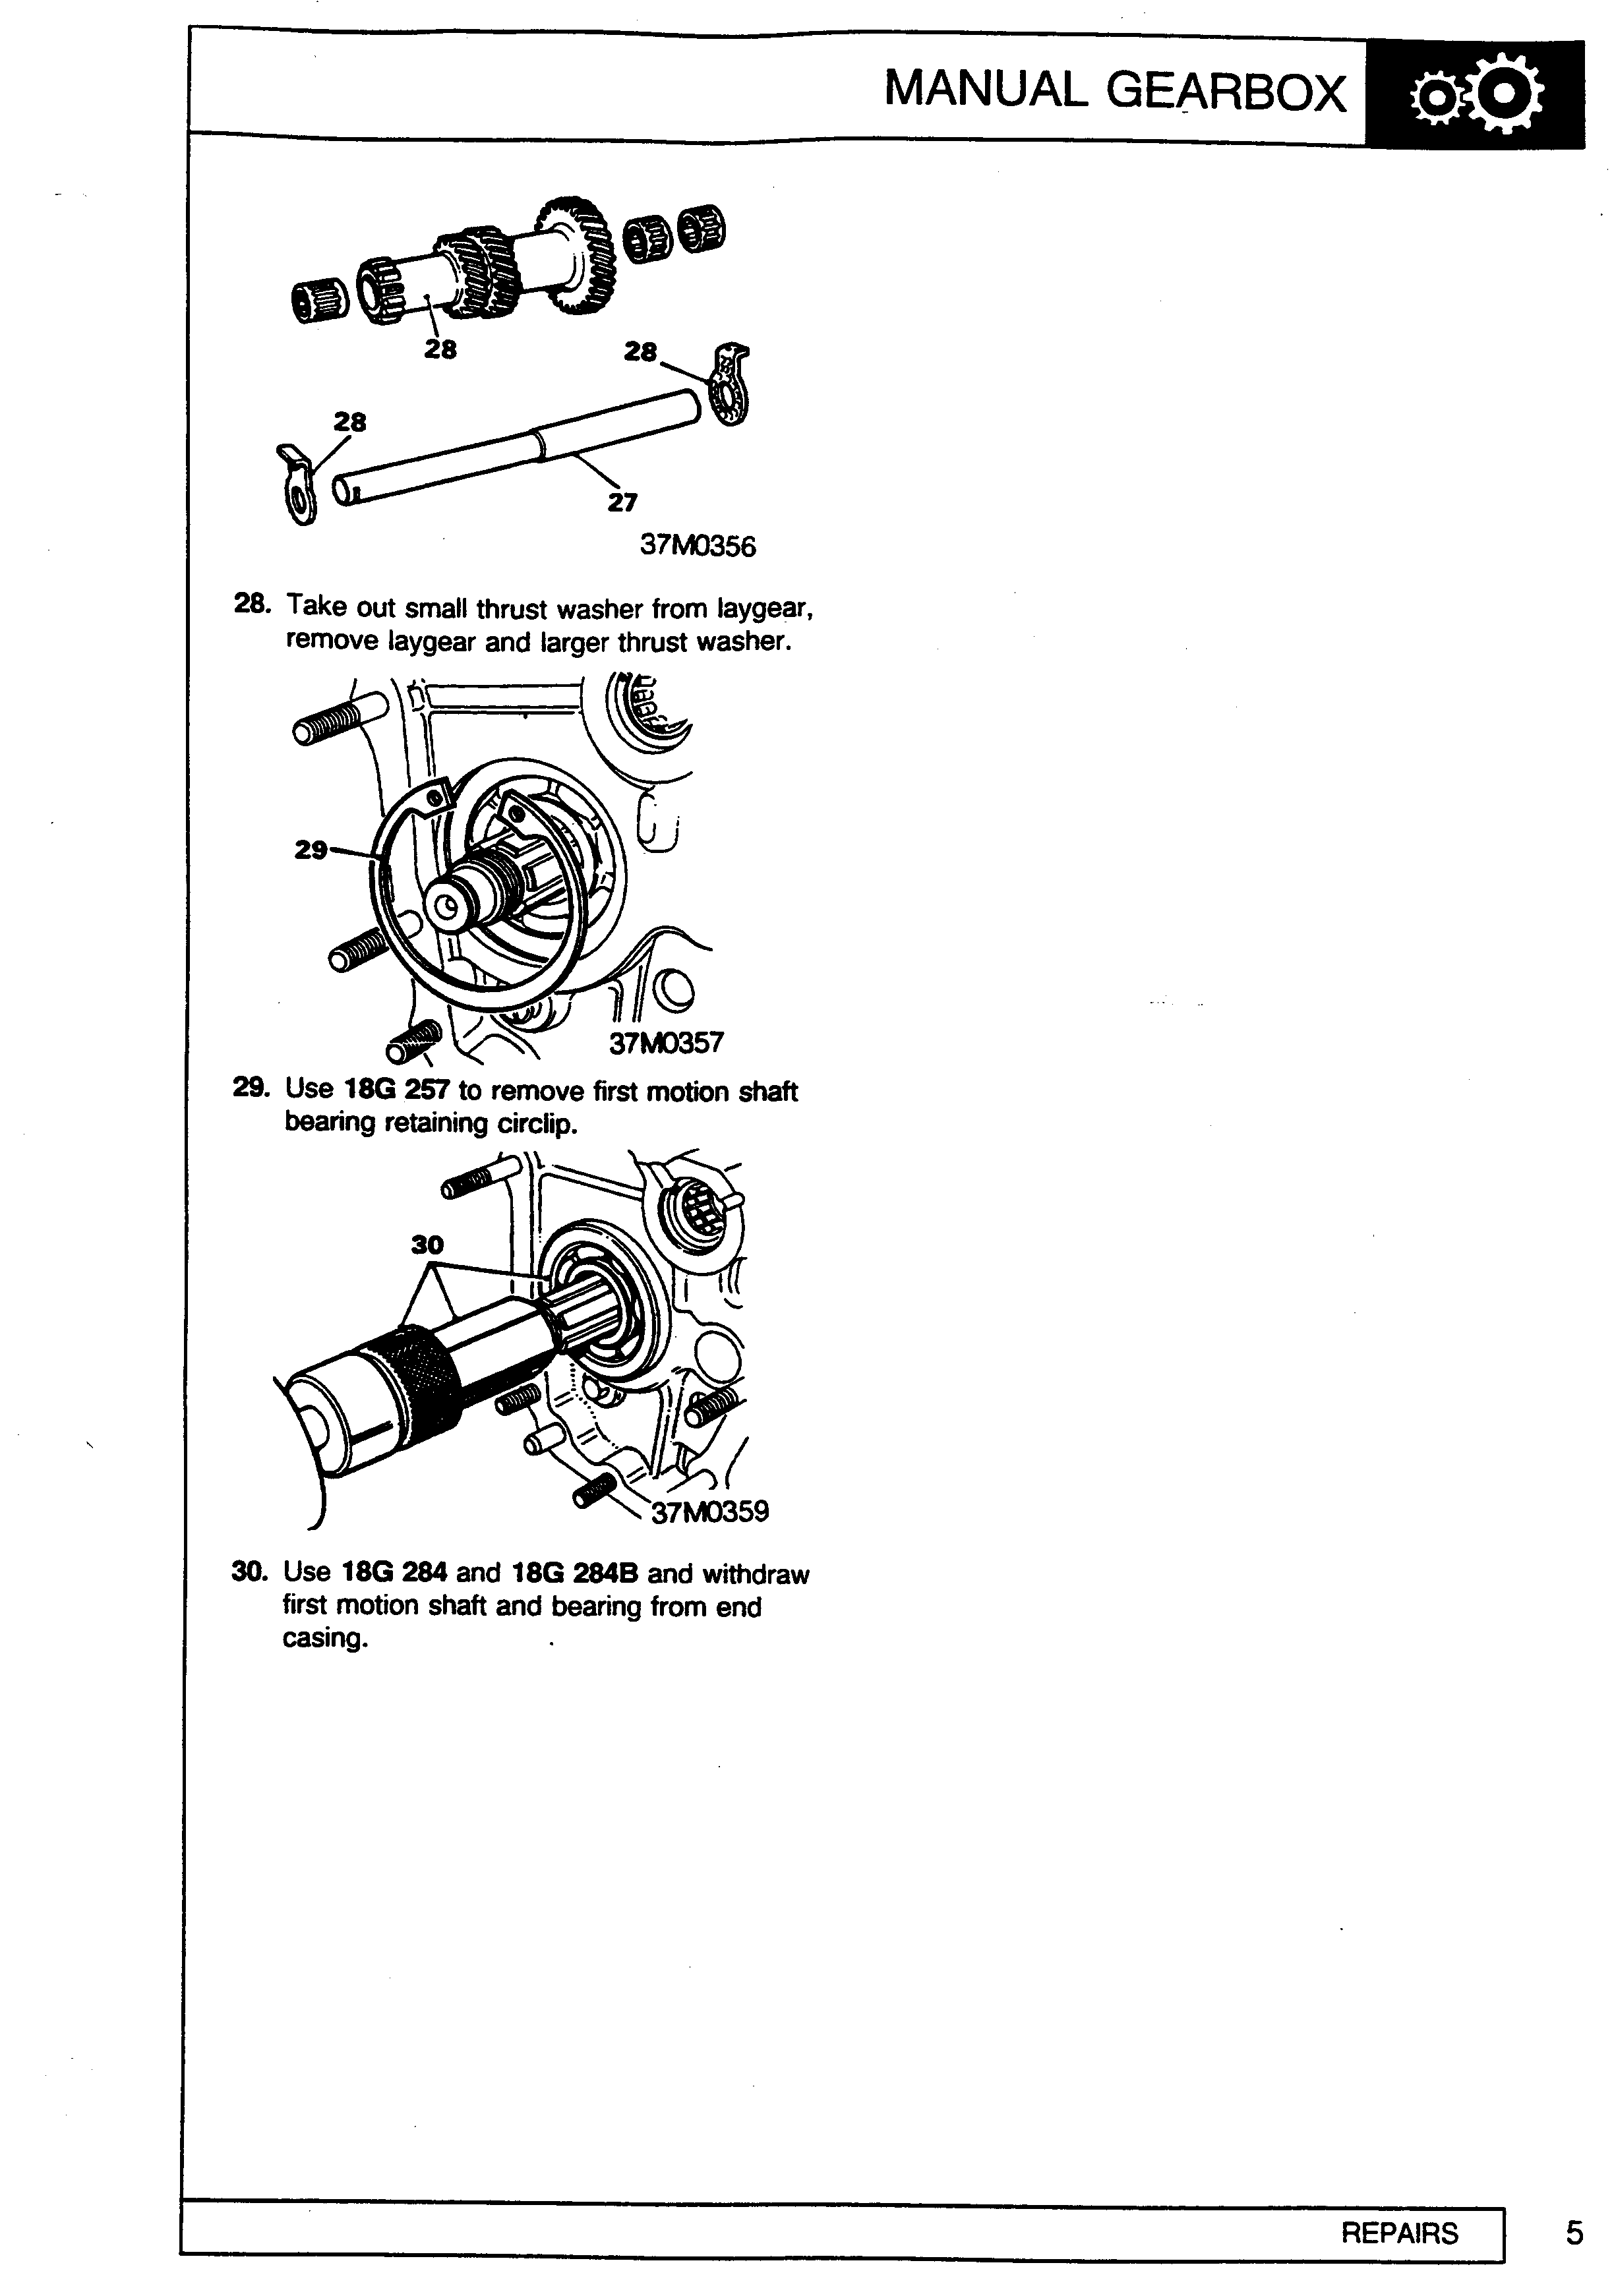 MANUAL GEARBOX
28
28
28
27
37M0356
28. Take out small thrust washer from laygear,
remove laygear and larger thrust washer.
29
37M0357
29. Use 18G 257 to remove first motion shaft
bearing retaining circlip.
30
37M0359
30. Use 18G 284 and 18G 284B and withdraw
first motion shaft and bearing from end
casing.
REPAIRS
5